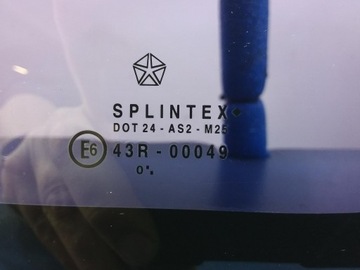 SPLINTEX
DOT 24 - AS2 - M25
E6 43R - 00049